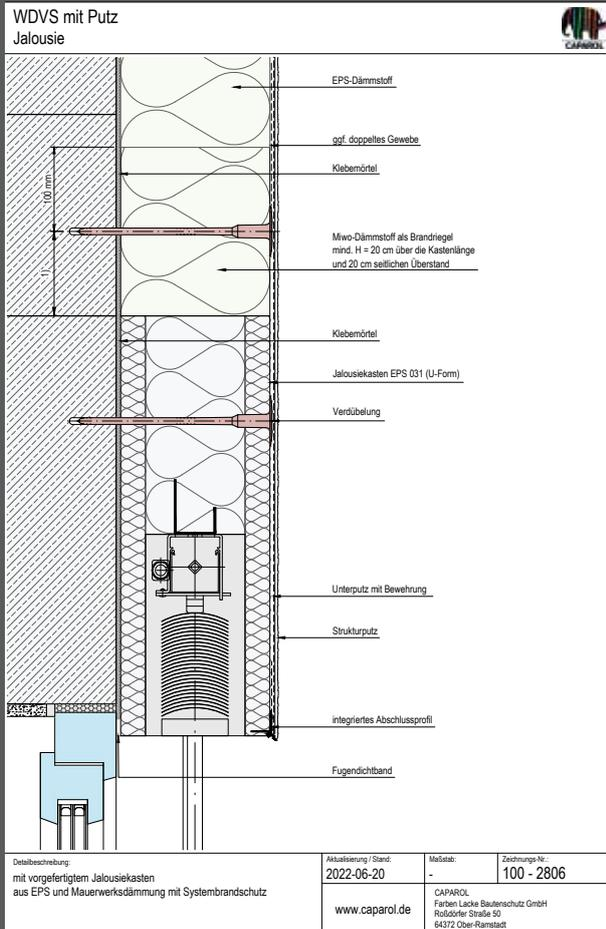 WDVS mit Putz
Jalousie
CAPAROL
EPS-Dämmstoff
ggf. doppeltes Gewebe
Klebemörtel
100 mm
Miwo-Dämmstoff als Brandriegel
mind. H = 20 cm über die Kastenlänge
und 20 cm seitlichen Überstand
1)
Klebemörtel
Jalousiekasten EPS 031 (U-Form)
Verdübelung
Unterputz mit Bewehrung
Strukturputz
integriertes Abschlussprofil
Fugendichtband
Detailbeschreibung:
mit vorgefertigtem Jalousiekasten
aus EPS und Mauerwerksdämmung mit Systembrandschutz
Aktualisierung / Stand:
2022-06-20
Maßstab:
-
Zeichnungs-Nr.:
100 - 2806
www.caparol.de
CAPAROL
Farben Lacke Bautenschutz GmbH
Roßdörfer Straße 50
64372 Ober-Ramstadt